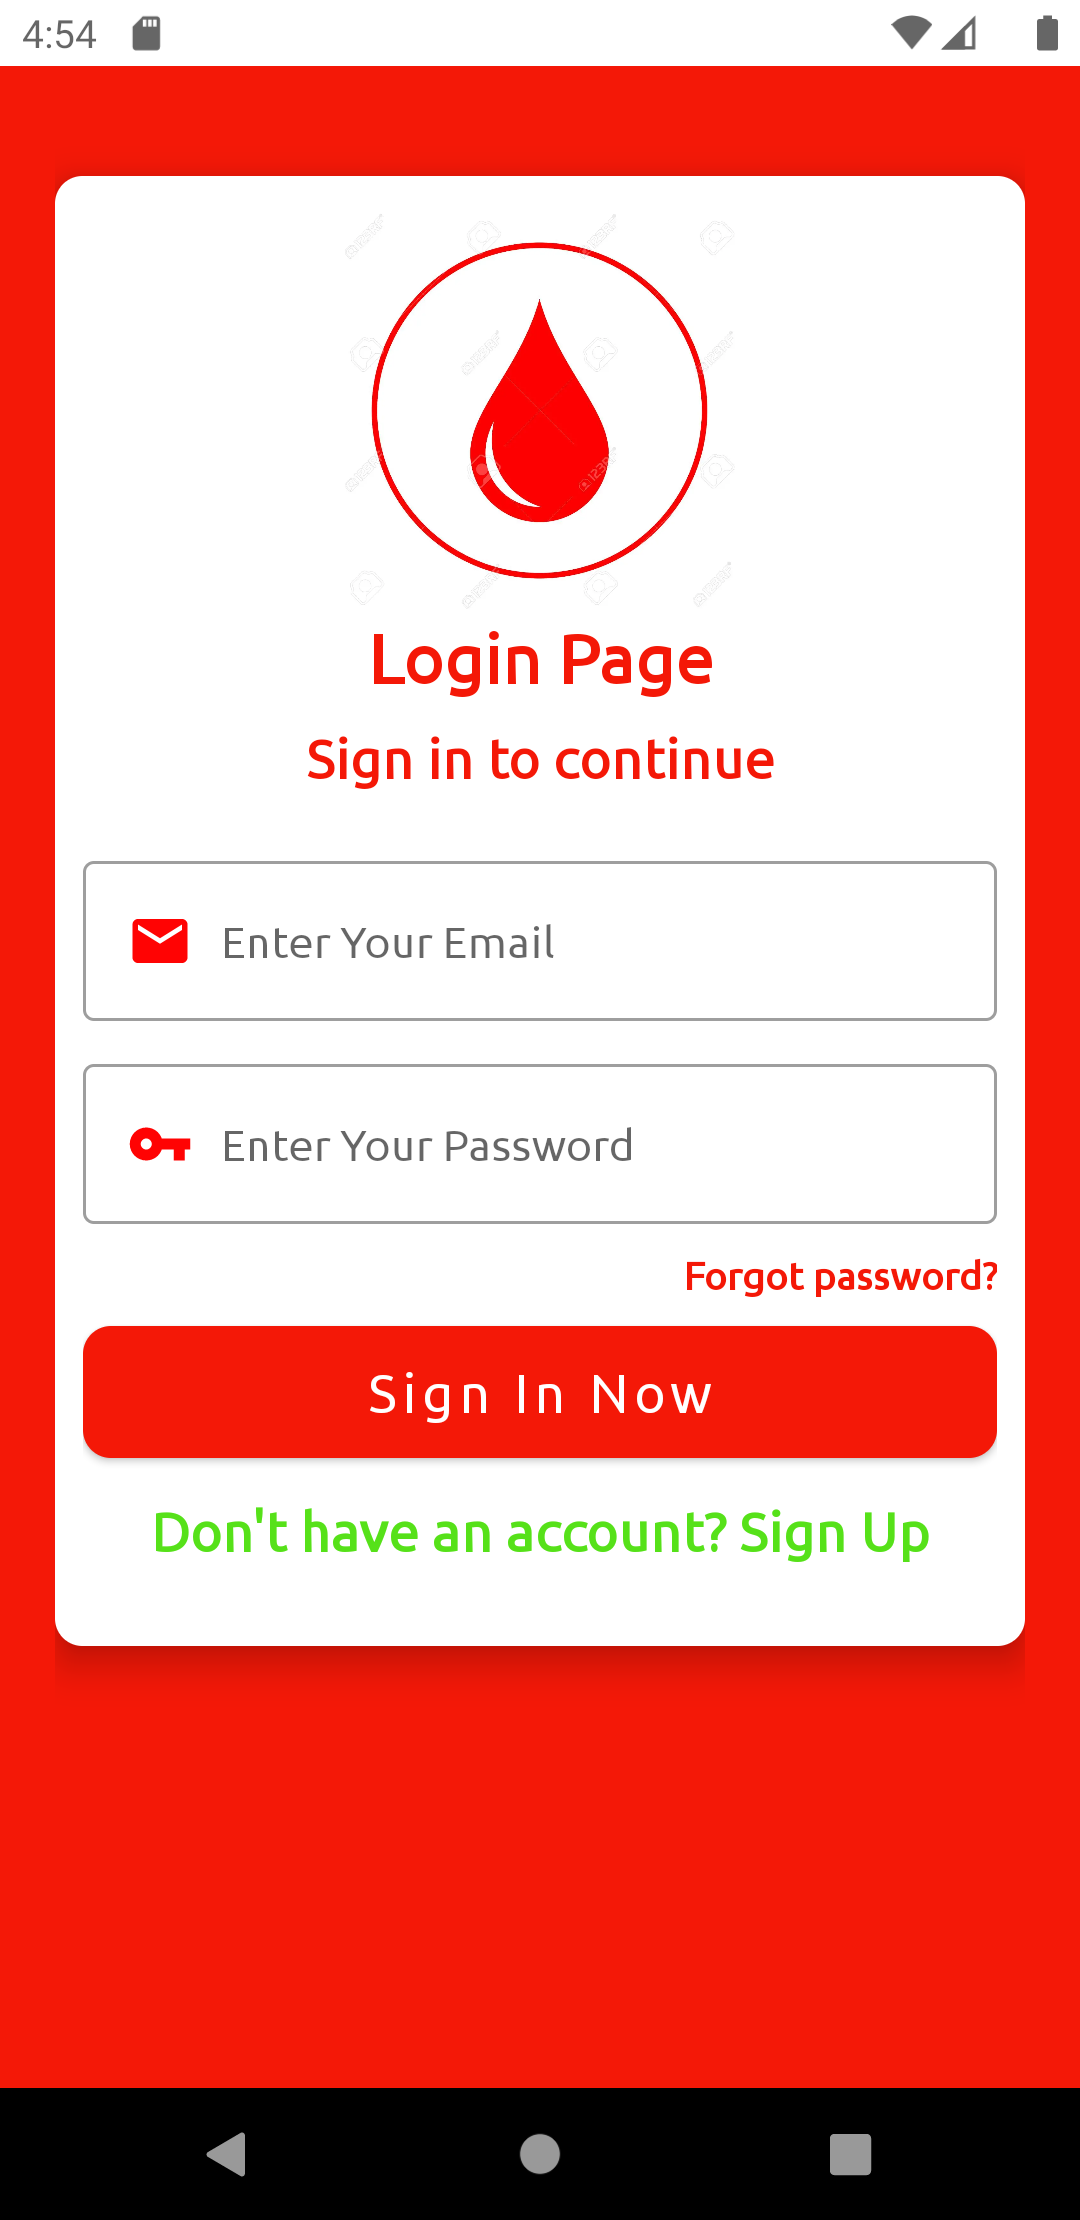 4:54
Login Page
Sign in to continue
Enter Your Email
Enter Your Password
Forgot password?
Sign In Now
Don't have an account? Sign Up